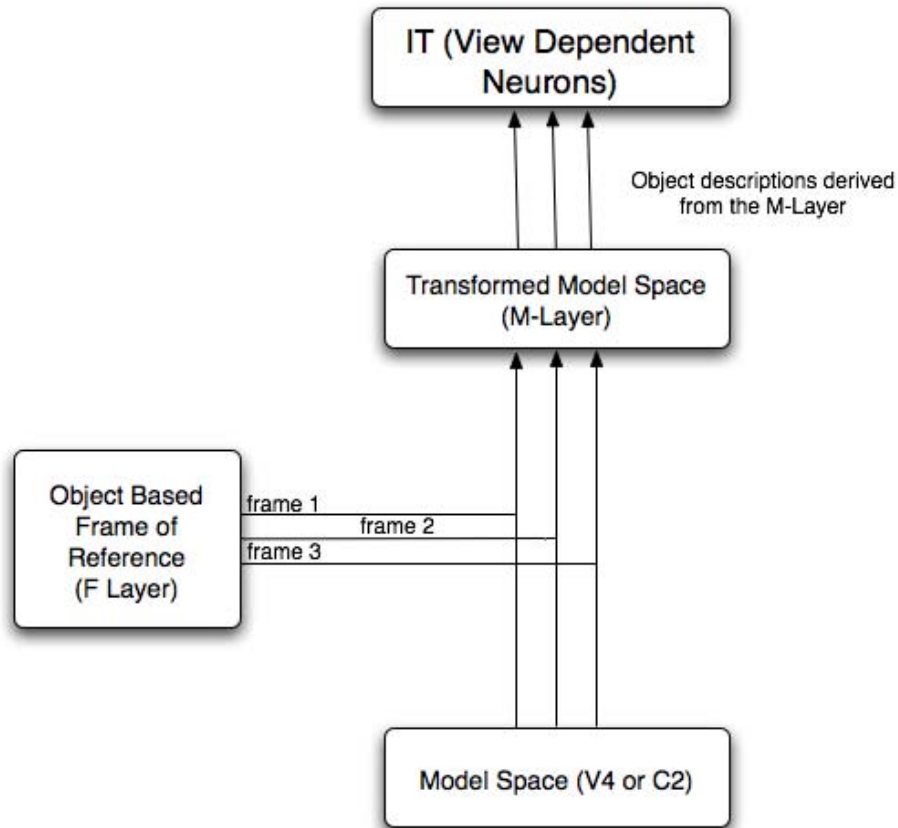 IT (View Dependent
Neurons)
Object descriptions derived
from the M-Layer
Transformed Model Space
(M-Layer)
Object Based
Frame of
Reference
(F Layer)
frame 1
frame 2
frame 3
Model Space (V4 or C2)